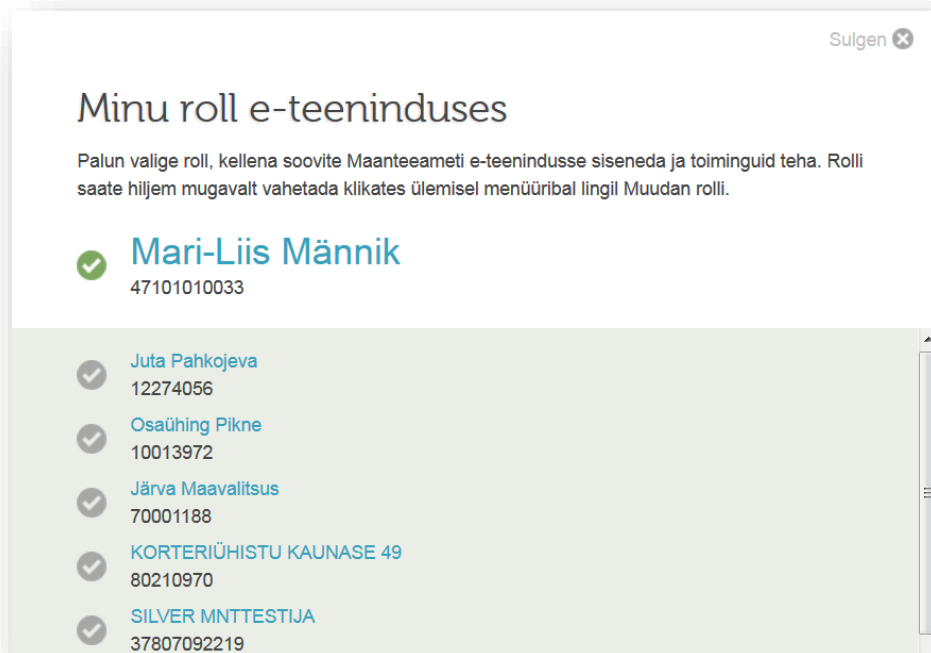 Sulgen
Minu roll e-teeninduses
Palun valige roll, kellena soovite Maanteeameti e-teenindusse siseneda ja toiminguid teha. Rolli
saate hiljem mugavalt vahetada klikates ülemisel menüüribal lingil Muudan rolli.
Mari-Liis Männik
47101010033
Juta Pahkojeva
12274056
Osaühing Pikne
10013972
Järva Maavalitsus
70001188
KORTERIÜHISTU KAUNASE 49
80210970
SILVER MNTTESTIJA
37807092219